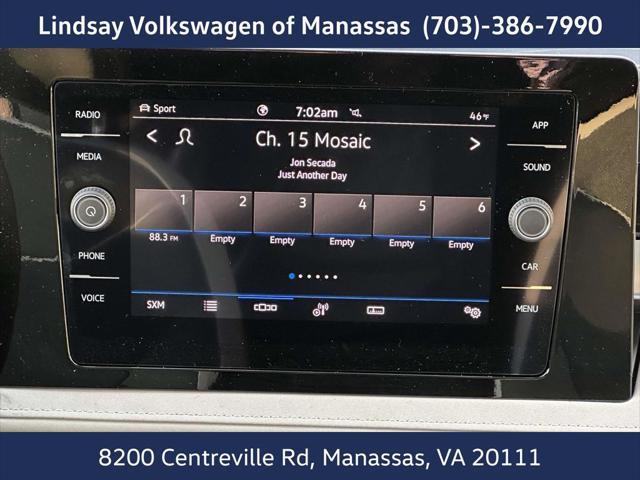 Lindsay Volkswagen of Manassas (703)-386-7990
RADIO
MEDIA
PHONE
VOICE
Sport 7:02am 46°F
Ch. 15 Mosaic
Jon Secada
Just Another Day
1 2 3 4 5 6
88.3 FM Empty Empty Empty Empty Empty
SXM
APP
SOUND
CAR
MENU
8200 Centreville Rd, Manassas, VA 20111